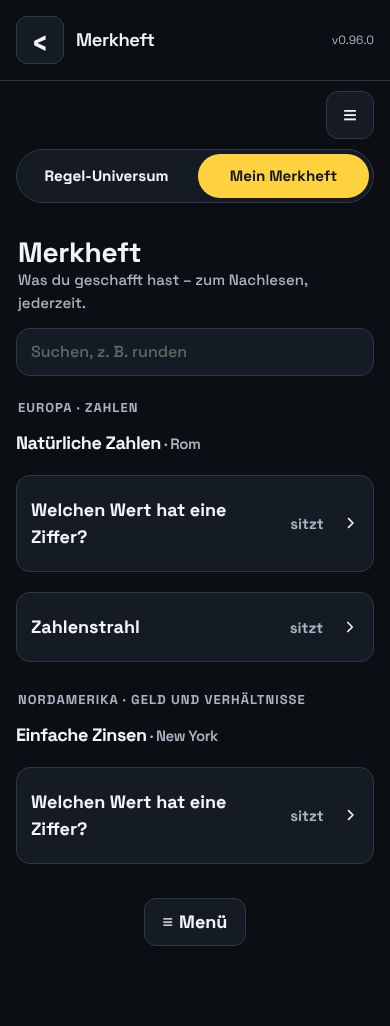 <
Merkheft
v0.96.0
≡
Regel-Universum
Mein Merkheft
Merkheft
Was du geschafft hast – zum Nachlesen,
jederzeit.
Suchen, z. B. runden
EUROPA · ZAHLEN
Natürliche Zahlen · Rom
Welchen Wert hat eine
Ziffer?
sitzt >
Zahlenstrahl
sitzt >
NORDAMERIKA · GELD UND VERHÄLTNISSE
Einfache Zinsen · New York
Welchen Wert hat eine
Ziffer?
sitzt >
≡ Menü